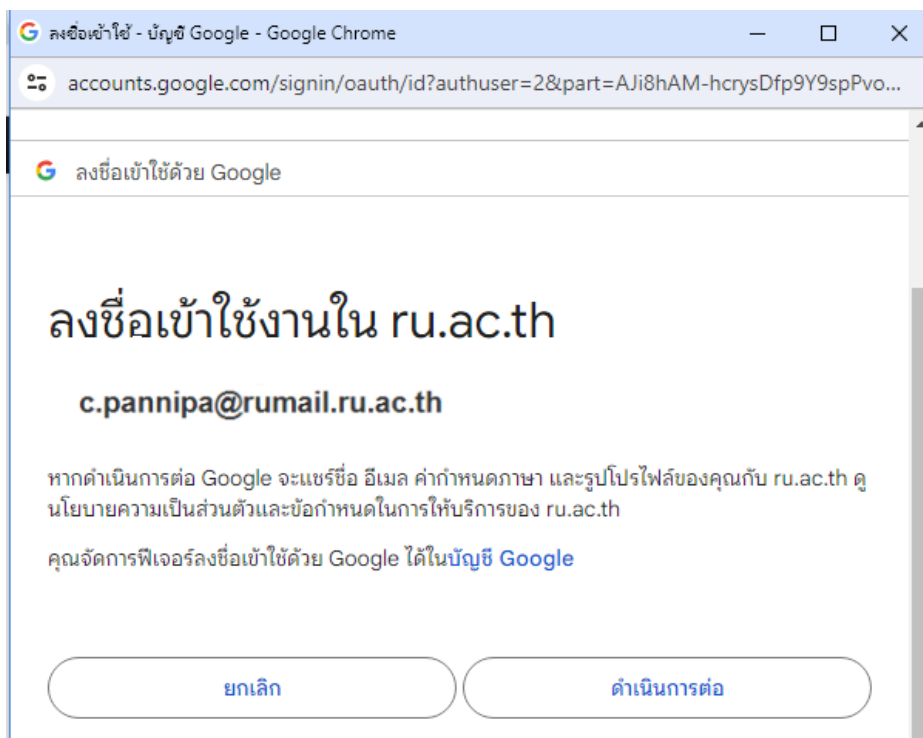 ลงชื่อเข้าใช้ - บัญชี Google - Google Chrome
accounts.google.com/signin/oauth/id?authuser=2&part=AJi8hAM-hcrysDfp9Y9spPvo...
ลงชื่อเข้าใช้ด้วย Google
ลงชื่อเข้าใช้งานใน ru.ac.th
c.pannipa@rumail.ru.ac.th
หากดำเนินการต่อ Google จะแชร์ชื่อ อีเมล ค่ากำหนดภาษา และรูปโปรไฟล์ของคุณกับ ru.ac.th ดู
นโยบายความเป็นส่วนตัวและข้อกำหนดในการให้บริการของ ru.ac.th
คุณจัดการฟีเจอร์ลงชื่อเข้าใช้ด้วย Google ได้ในบัญชี Google
ยกเลิก
ดำเนินการต่อ